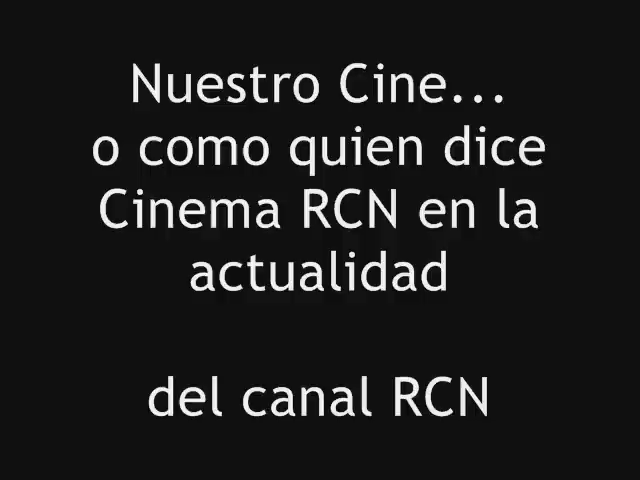 Nuestro Cine...
o como quien dice
Cinema RCN en la
actualidad
del canal RCN